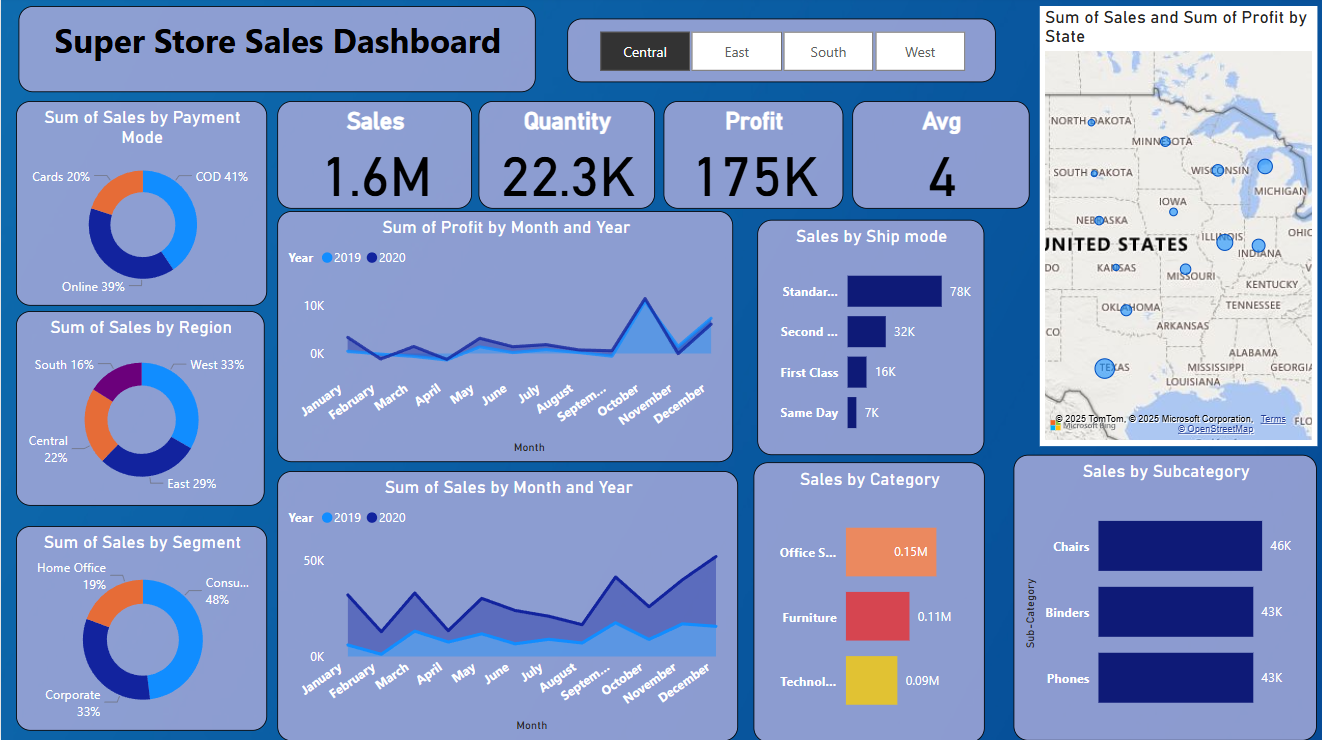 Super Store Sales Dashboard
Central
East
South
West
Sum of Sales and Sum of Profit by
State
NORTH DAKOTA
MINNESOTA
SOUTH DAKOTA
WISCONSIN
MICHIGAN
IOWA
NEBRASKA
ILLINOIS
OHIO
UNITED STATES
INDIANA
DO
KANSAS
MISSOURI
KENTUCKY
OKLAHOMA
TENNESSEE
CO
ARKANSAS
ALABAMA
TEXAS
MISSISSIPPI
GEORGIA
LOUISIANA
© 2025 TomTom, © 2025 Microsoft Corporation, Terms
© OpenStreetMap
Microsoft Bing
FLO
Sum of Sales by Payment
Mode
Cards 20%
COD 41%
Online 39%
Sales
1.6M
Quantity
22.3K
Profit
175K
Avg
4
Sum of Profit by Month and Year
Year 2019 2020
10K
0K
January
February
March
April
May
June
July
August
Septem...
October
November
December
Month
Sales by Ship mode
Standar...
78K
Second ...
32K
First Class
16K
Same Day
7K
Sum of Sales by Region
South 16%
West 33%
Central
22%
East 29%
Sum of Sales by Segment
Home Office
19%
Consu...
48%
Corporate
33%
Sum of Sales by Month and Year
Year 2019 2020
50K
0K
January
February
March
April
May
June
July
August
Septem...
October
November
December
Month
Sales by Category
Office S...
0.15M
Furniture
0.11M
Technol...
0.09M
Sales by Subcategory
Sub-Category
Chairs
46K
Binders
43K
Phones
43K